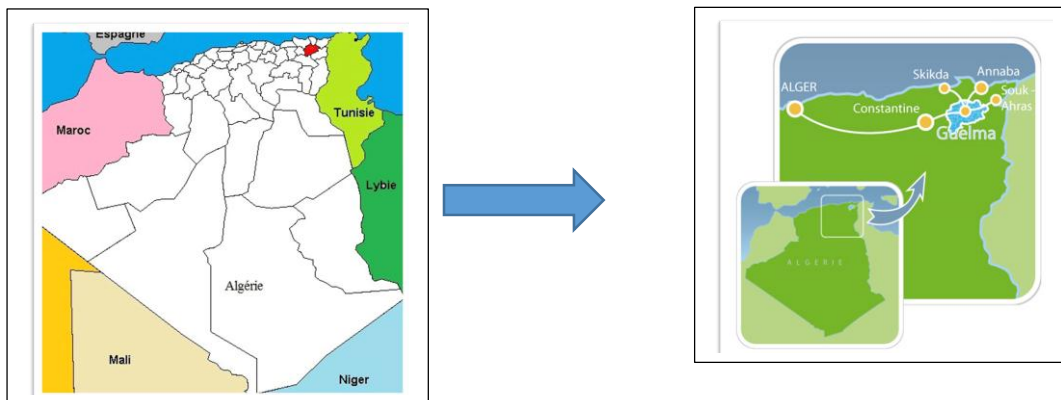 Espagne
Maroc
Tunisie
Lybie
Algérie
Mali
Niger
Skikda
Annaba
ALGER
Souk -
Ahras
Constantine
Guelma
ALGERIE